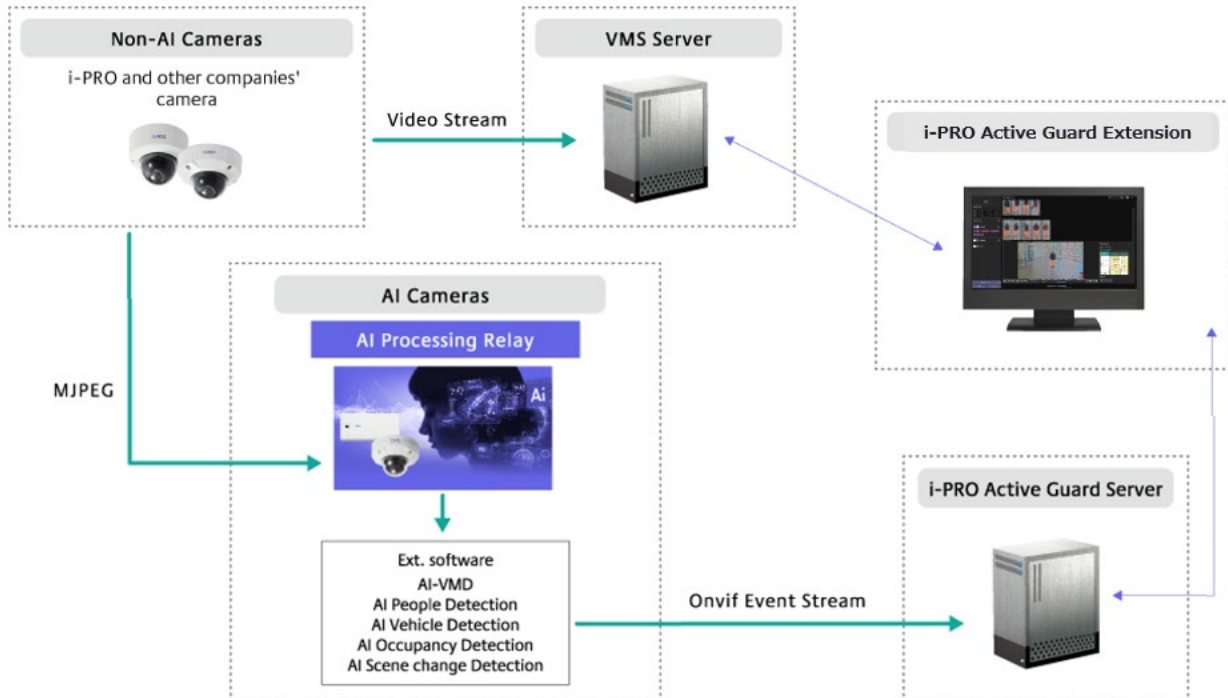 Non-AI Cameras
i-PRO and other companies'
camera
Video Stream
VMS Server
i-PRO Active Guard Extension
MJPEG
AI Cameras
AI Processing Relay
Ai
Ext. software
AI-VMD
AI People Detection
AI Vehicle Detection
AI Occupancy Detection
AI Scene change Detection
Onvif Event Stream
i-PRO Active Guard Server